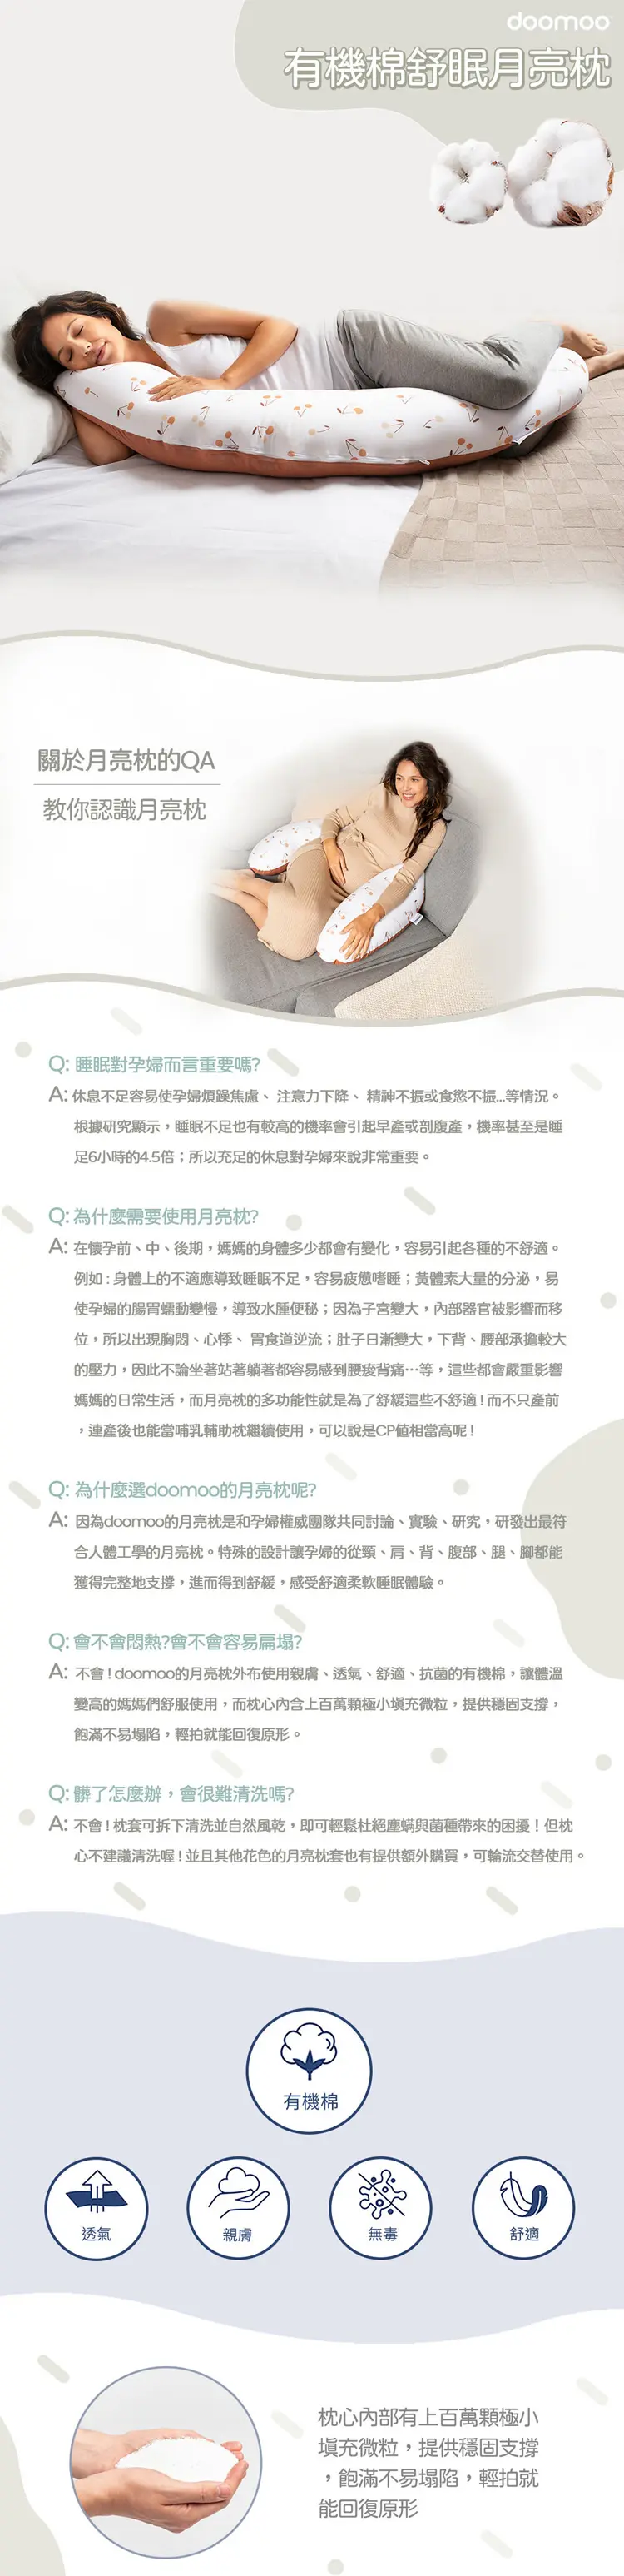 doomoo
有機棉舒眠月亮枕
關於月亮枕的QA
教你認識月亮枕
Q: 睡眠對孕婦而言重要嗎?
A: 休息不足容易使孕婦煩躁焦慮、 注意力下降、 精神不振或食慾不振...等情況。
根據研究顯示，睡眠不足也有較高的機率會引起早產或剖腹產，機率甚至是睡
足6小時的4.5倍；所以充足的休息對孕婦來說非常重要。
Q: 為什麼需要使用月亮枕?
A: 在懷孕前、中、後期，媽媽的身體多少都會有變化，容易引起各種的不舒適。
例如 : 身體上的不適應導致睡眠不足，容易疲憊嗜睡；黃體素大量的分泌，易
使孕婦的腸胃蠕動變慢，導致水腫便秘；因為子宮變大，內部器官被影響而移
位，所以出現胸悶、心悸、 胃食道逆流；肚子日漸變大，下背、腰部承擔較大
的壓力，因此不論坐著站著躺著都容易感到腰痠背痛…等，這些都會嚴重影響
媽媽的日常生活，而月亮枕的多功能性就是為了舒緩這些不舒適！而不只產前
，連產後也能當哺乳輔助枕繼續使用，可以說是CP值相當高呢！
Q: 為什麼選doomoo的月亮枕呢?
A: 因為doomoo的月亮枕是和孕婦權威團隊共同討論、實驗、研究，研發出最符
合人體工學的月亮枕。特殊的設計讓孕婦的從頸、肩、背、腹部、腿、腳都能
獲得完整地支撐，進而得到舒緩，感受舒適柔軟睡眠體驗。
Q: 會不會悶熱?會不會容易扁塌?
A: 不會！doomoo的月亮枕外布使用親膚、透氣、舒適、抗菌的有機棉，讓體溫
變高的媽媽們舒服使用，而枕心內含上百萬顆極小填充微粒，提供穩固支撐，
飽滿不易塌陷，輕拍就能回復原形。
Q: 髒了怎麼辦，會很難清洗嗎?
A: 不會！枕套可拆下清洗並自然風乾，即可輕鬆杜絕塵蟎與菌種帶來的困擾！但枕
心不建議清洗喔！並且其他花色的月亮枕套也有提供額外購買，可輪流交替使用。
有機棉
透氣
親膚
無毒
舒適
枕心內部有上百萬顆極小
填充微粒，提供穩固支撐
，飽滿不易塌陷，輕拍就
能回復原形